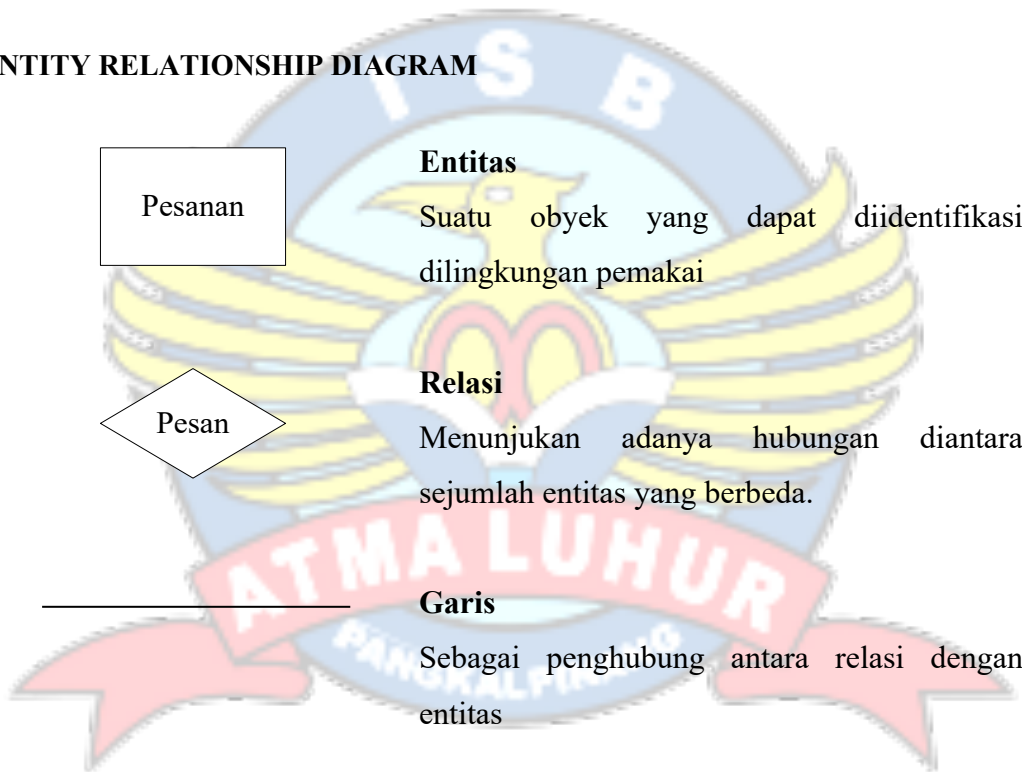 NTITY RELATIONSHIP DIAGRAM
I S B
Pesanan
Entitas
Suatu obyek yang dapat diidentifikasi
dilingkungan pemakai
Pesan
Relasi
Menunjukan adanya hubungan diantara
sejumlah entitas yang berbeda.
ATMA LUHUR
Garis
PANGKALPINANG
Sebagai penghubung antara relasi dengan
entitas